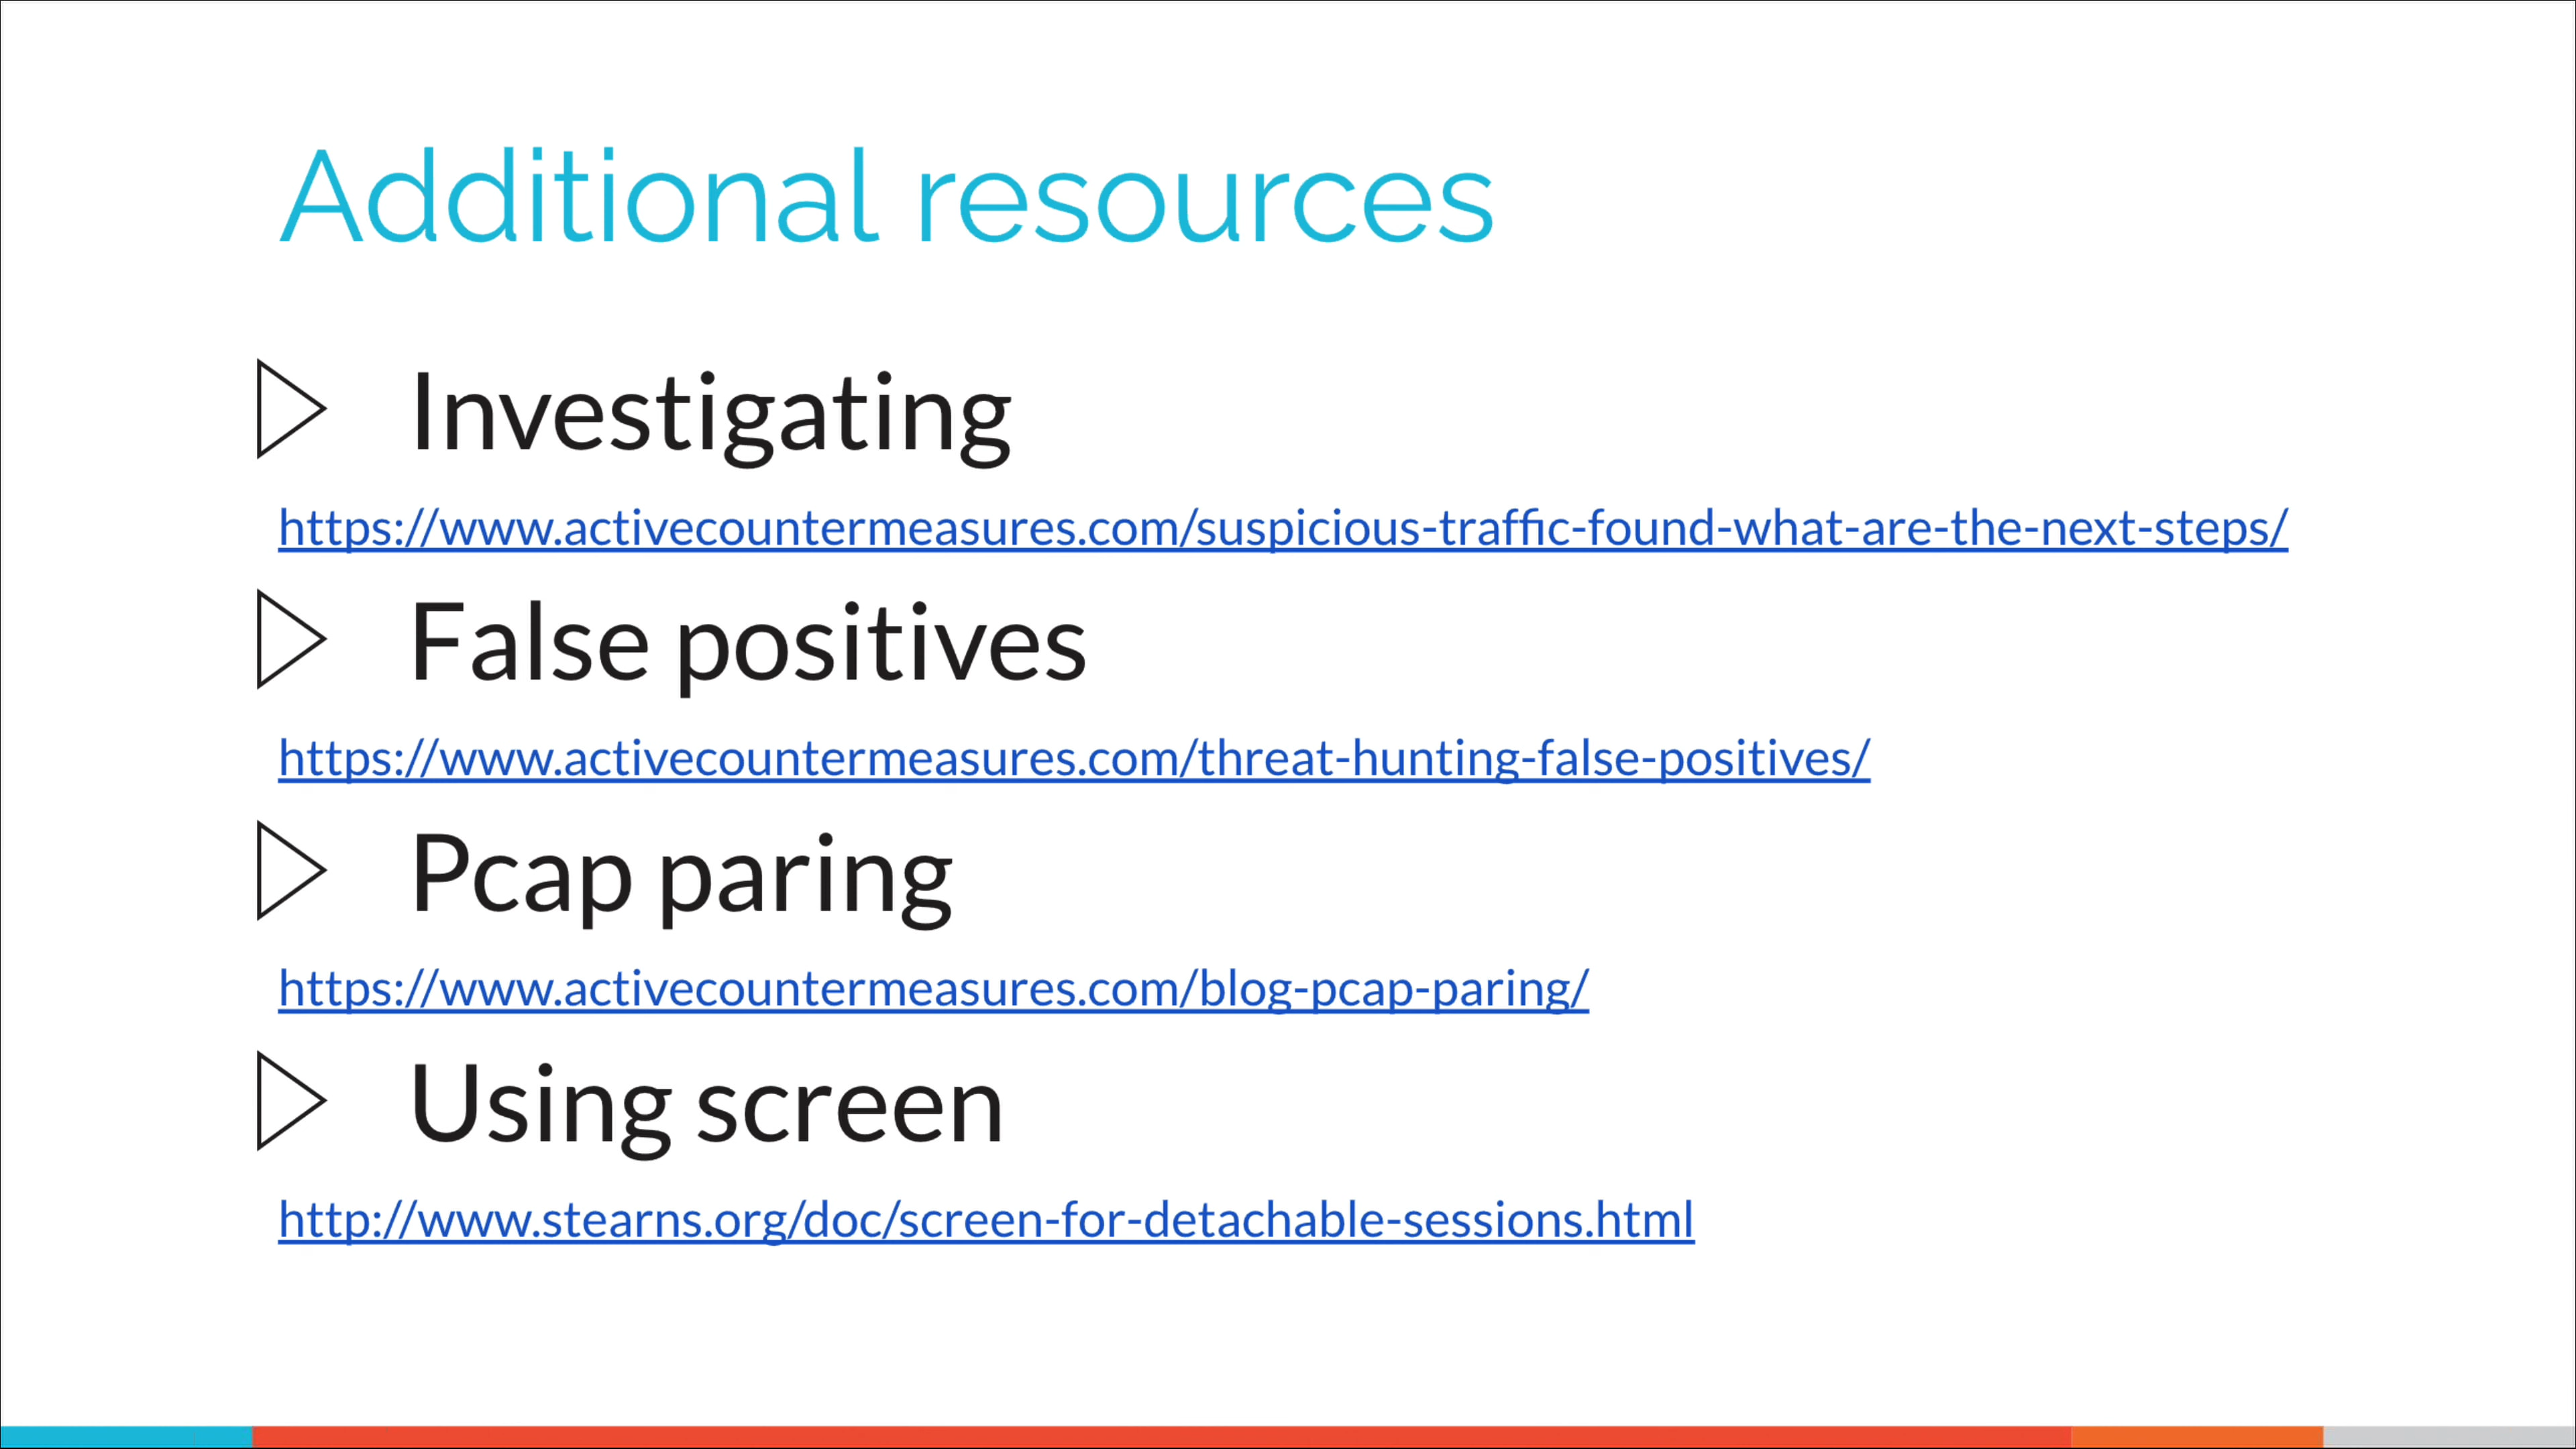 Additional resources
Investigating
https://www.activecountermeasures.com/suspicious-traffic-found-what-are-the-next-steps/
False positives
https://www.activecountermeasures.com/threat-hunting-false-positives/
Pcap paring
https://www.activecountermeasures.com/blog-pcap-paring/
Using screen
http://www.stearns.org/doc/screen-for-detachable-sessions.html